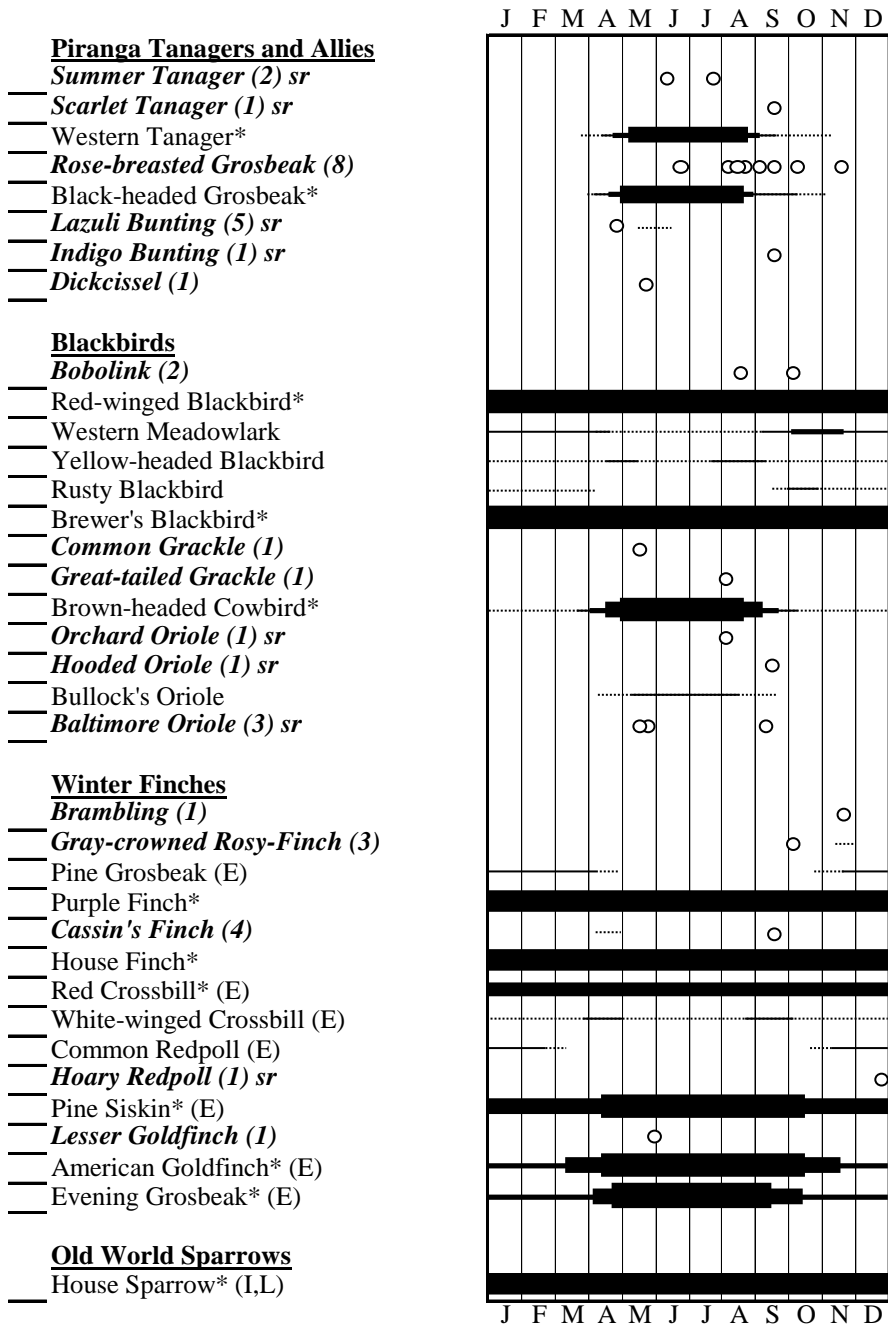 J F M A M J J A S O N D
Piranga Tanagers and Allies
Summer Tanager (2) sr
Scarlet Tanager (1) sr
Western Tanager*
Rose-breasted Grosbeak (8)
Black-headed Grosbeak*
Lazuli Bunting (5) sr
Indigo Bunting (1) sr
Dickcissel (1)
Blackbirds
Bobolink (2)
Red-winged Blackbird*
Western Meadowlark
Yellow-headed Blackbird
Rusty Blackbird
Brewer's Blackbird*
Common Grackle (1)
Great-tailed Grackle (1)
Brown-headed Cowbird*
Orchard Oriole (1) sr
Hooded Oriole (1) sr
Bullock's Oriole
Baltimore Oriole (3) sr
Winter Finches
Brambling (1)
Gray-crowned Rosy-Finch (3)
Pine Grosbeak (E)
Purple Finch*
Cassin's Finch (4)
House Finch*
Red Crossbill* (E)
White-winged Crossbill (E)
Common Redpoll (E)
Hoary Redpoll (1) sr
Pine Siskin* (E)
Lesser Goldfinch (1)
American Goldfinch* (E)
Evening Grosbeak* (E)
Old World Sparrows
House Sparrow* (I,L)
J F M A M J J A S O N D